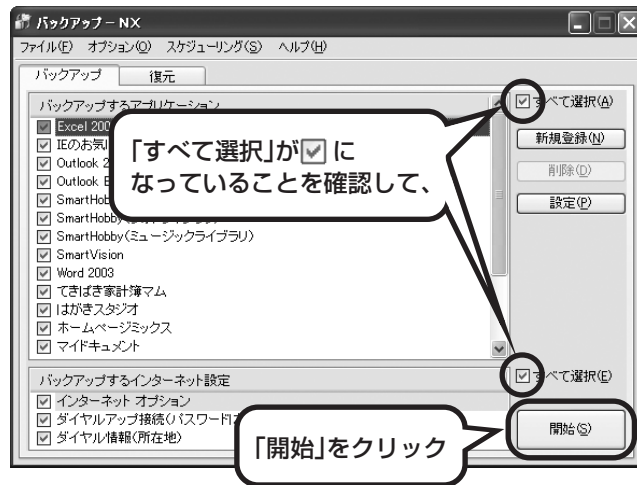 バックアップ－NX
ファイル(F) オプション(O) スケジューリング(S) ヘルプ(H)
バックアップ 復元
バックアップするアプリケーション
すべて選択(A)
Excel 200
IEのお気に
Outlook 2
Outlook E
SmartHob
SmartHobby
SmartHobby(ミュージックライブラリ)
SmartVision
Word 2003
てきぱき家計簿マム
はがきスタジオ
ホームページミックス
マイドキュメント
新規登録(N)
削除(D)
設定(P)
「すべて選択」が に
なっていることを確認して、
バックアップするインターネット設定
すべて選択(E)
インターネット オプション
ダイヤルアップ接続(パスワードは
ダイヤル情報(所在地)
開始(S)
「開始」をクリック